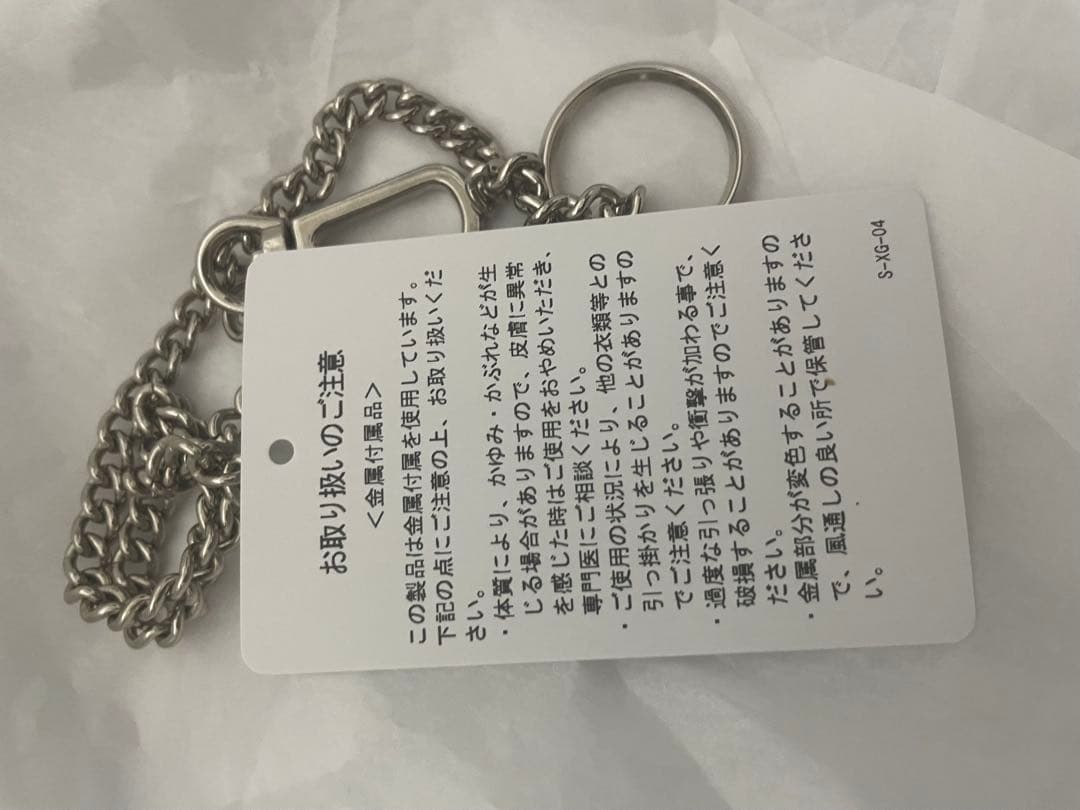 お取り扱いのご注意
＜金属付属品＞
この製品は金属付属を使用しています。
下記の点にご注意の上、お取り扱いくだ
さい。
・体質により、かゆみ・かぶれなどが生
じる場合がありますので、皮膚に異常
を感じた時はご使用をおやめいただき、
専門医にご相談ください。
・ご使用の状況により、他の衣類等との
引っ掛かりを生じることがありますの
でご注意ください。
・過度な引っ張りや衝撃が加わる事で、
破損することがありますのでご注意く
ださい。
・金属部分が変色することがありますの
で、風通しの良い所で保管してくださ
い。
S-XG-04